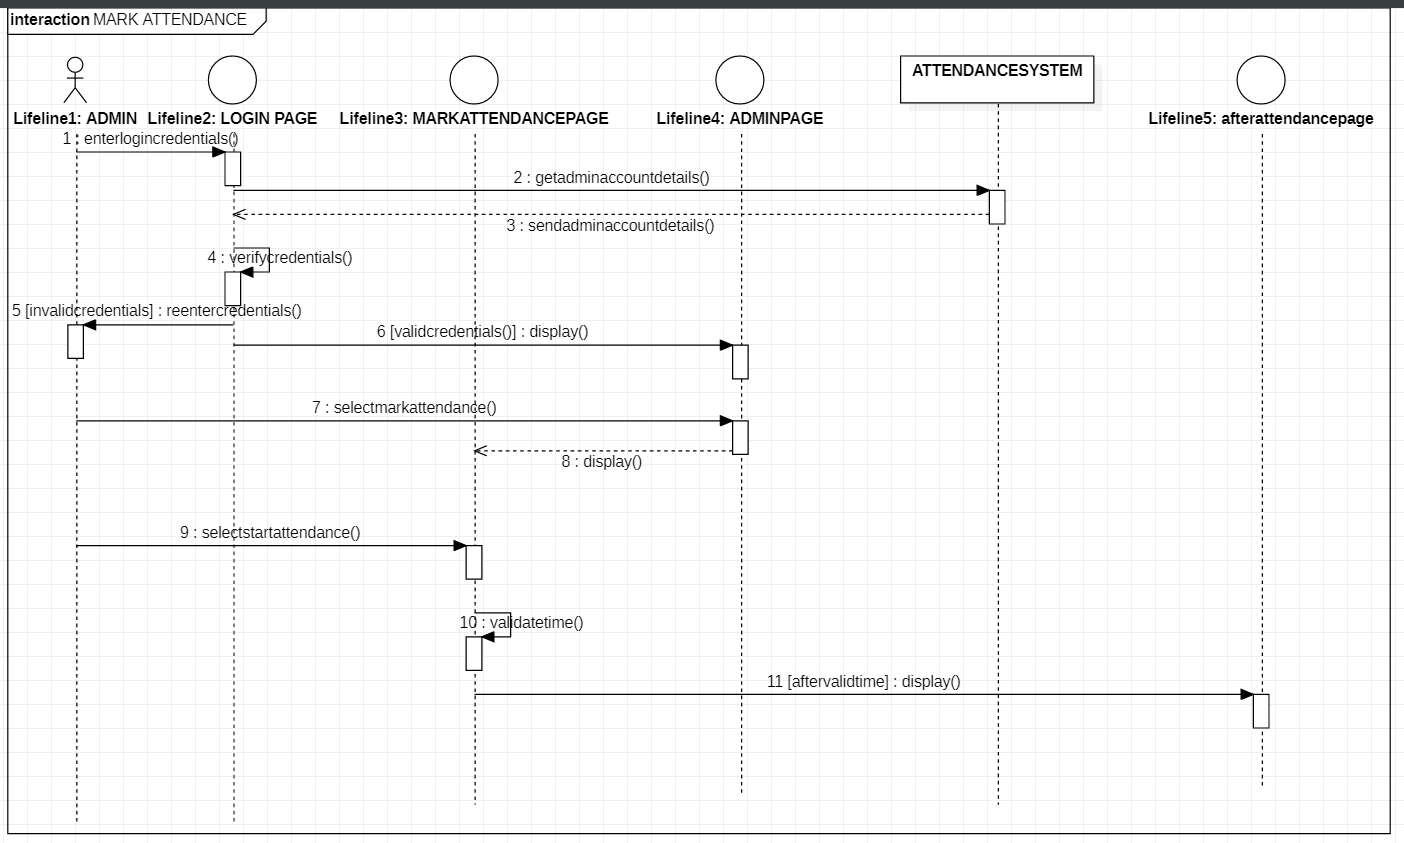 interaction MARK ATTENDANCE
ATTENDANCESYSTEM
Lifeline1: ADMIN
Lifeline2: LOGIN PAGE
Lifeline3: MARKATTENDANCEPAGE
Lifeline4: ADMINPAGE
Lifeline5: afterattendancepage
1 : enterlogincredentials()
2 : getadminaccountdetails()
3 : sendadminaccountdetails()
4 : verifycredentials()
5 [invalidcredentials] : reentercredentials()
6 [validcredentials()] : display()
7 : selectmarkattendance()
8 : display()
9 : selectstartattendance()
10 : validatetime()
11 [aftervalidtime] : display()